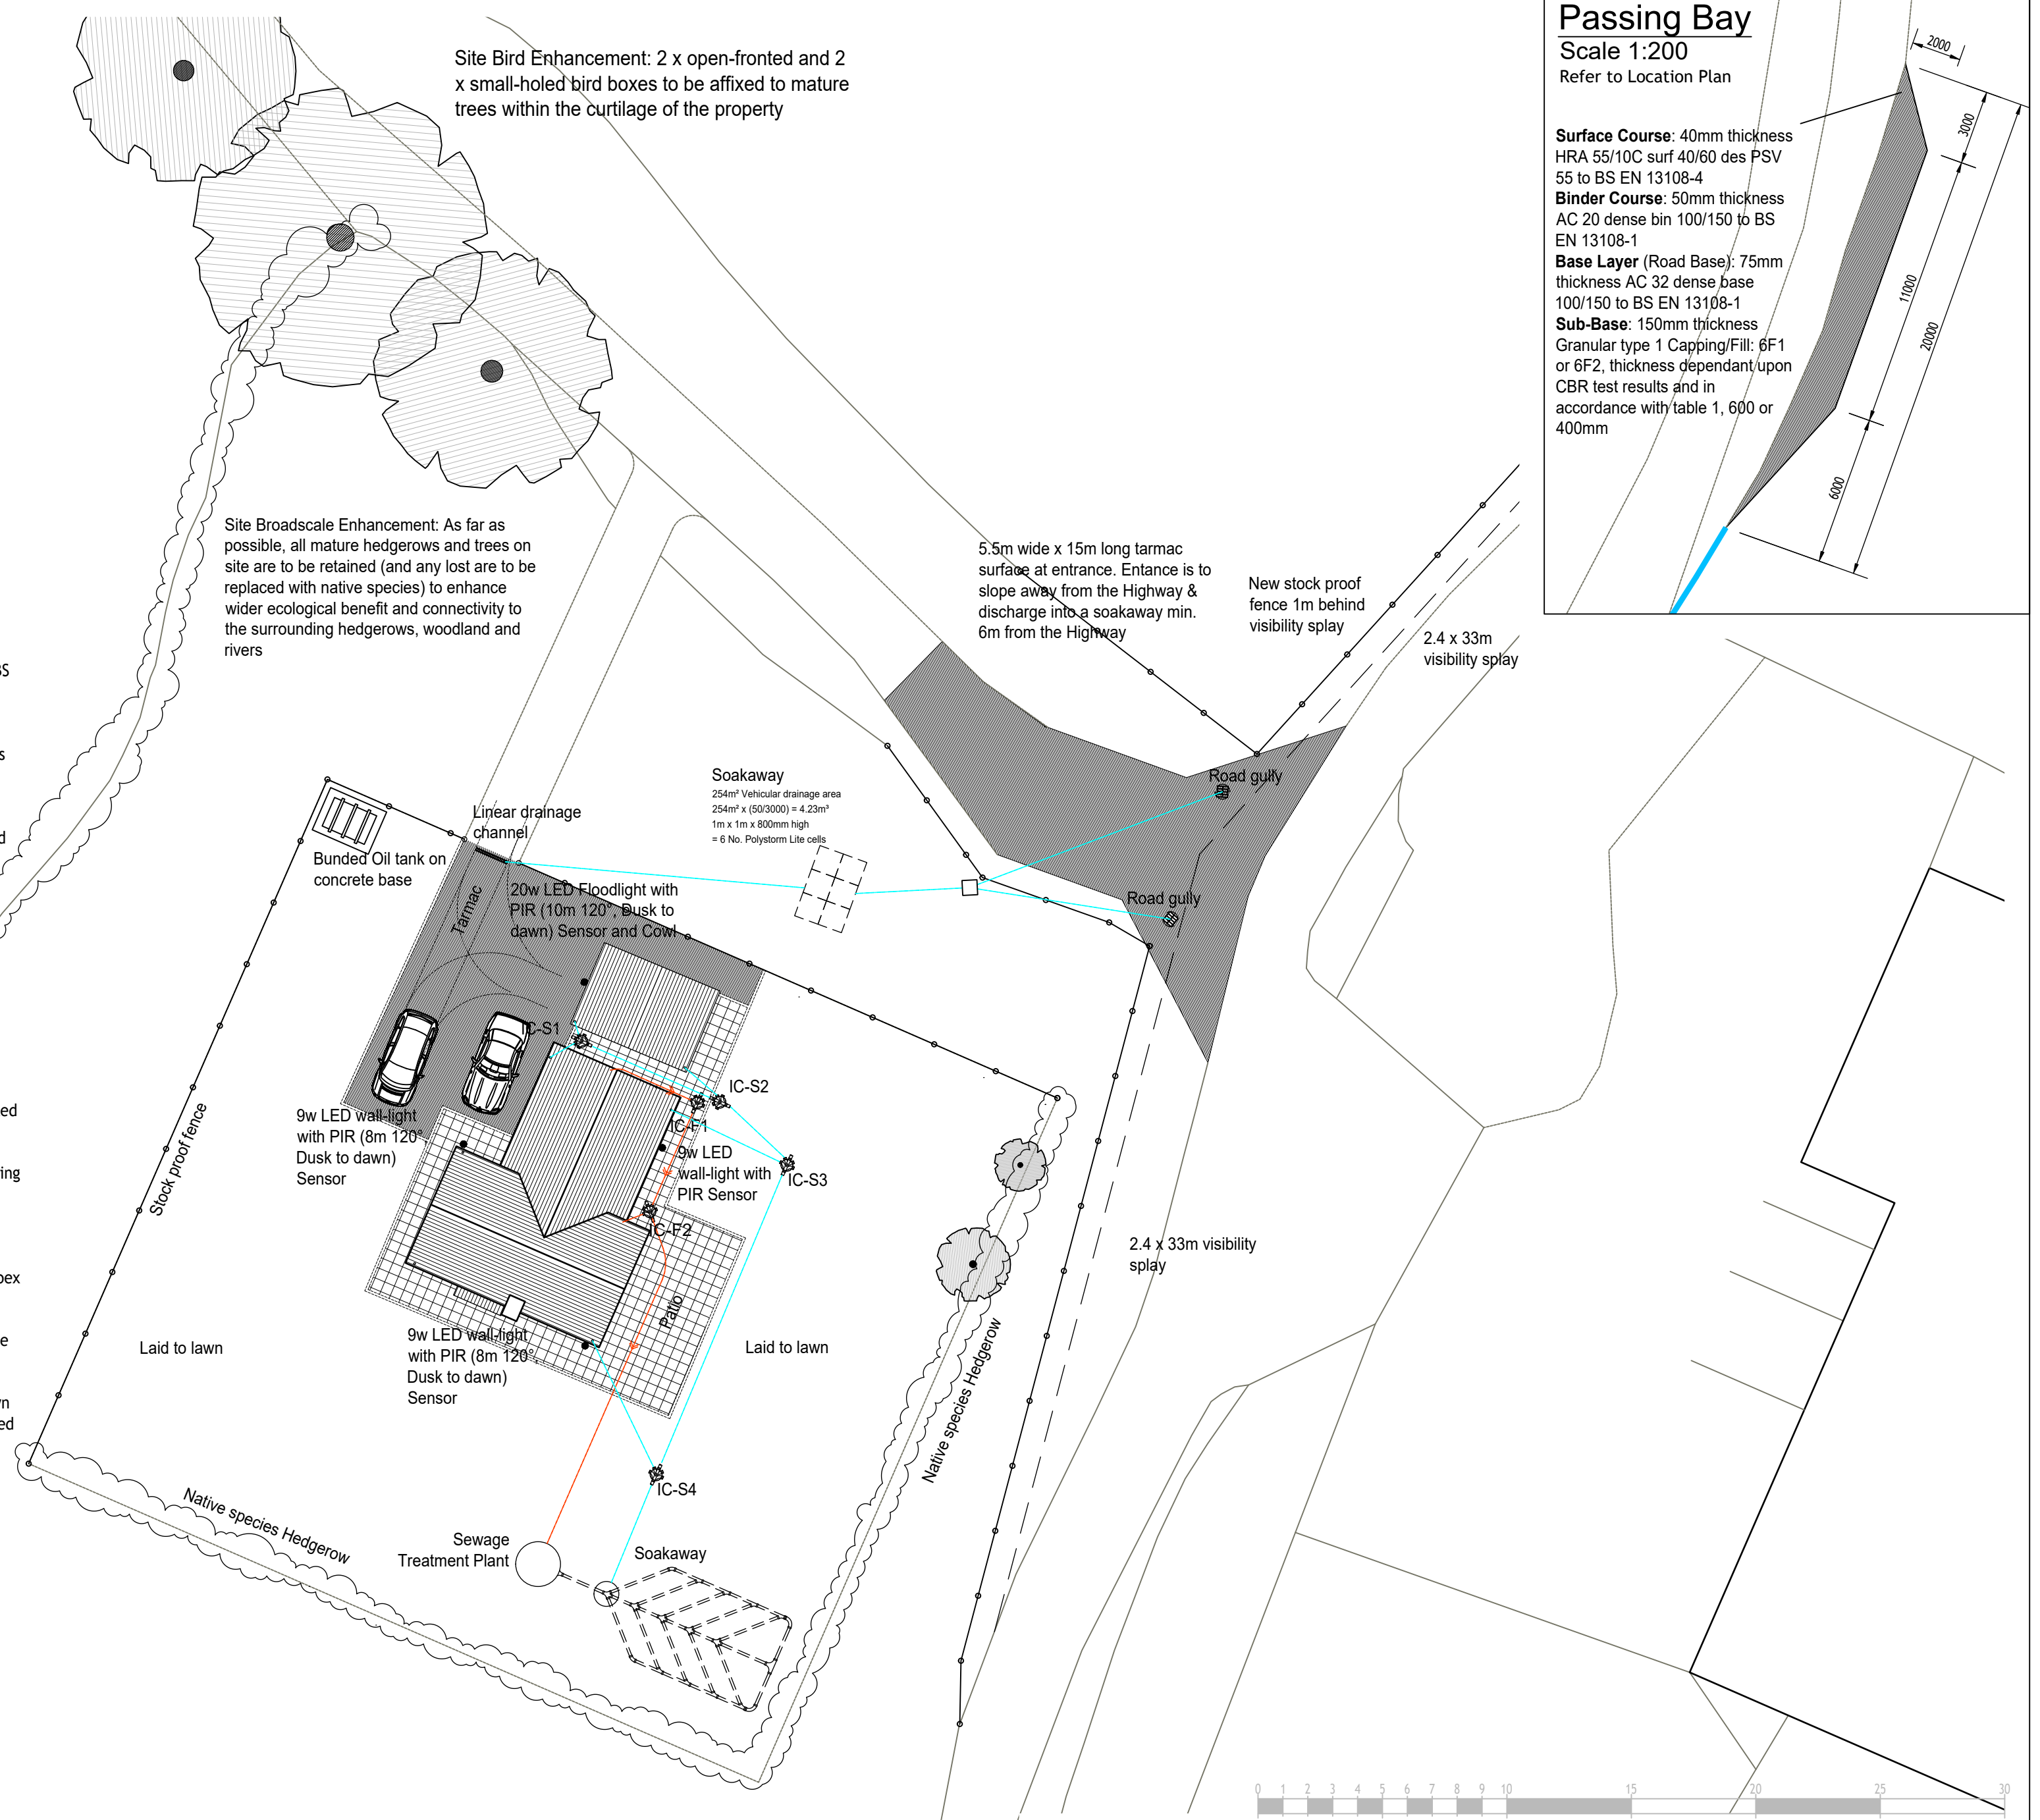 Site Bird Enhancement: 2 x open-fronted and 2
x small-holed bird boxes to be affixed to mature
trees within the curtilage of the property
Passing Bay
Scale 1:200
Refer to Location Plan
Surface Course: 40mm thickness
HRA 55/10C surf 40/60 des PSV
55 to BS EN 13108-4
Binder Course: 50mm thickness
AC 20 dense bin 100/150 to BS
EN 13108-1
Base Layer (Road Base): 75mm
thickness AC 32 dense base
100/150 to BS EN 13108-1
Sub-Base: 150mm thickness
Granular type 1 Capping/Fill: 6F1
or 6F2, thickness dependant upon
CBR test results and in
accordance with table 1, 600 or
400mm
2000
3000
11000
20000
6000
Site Broadscale Enhancement: As far as
possible, all mature hedgerows and trees on
site are to be retained (and any lost are to be
replaced with native species) to enhance
wider ecological benefit and connectivity to
the surrounding hedgerows, woodland and
rivers
5.5m wide x 15m long tarmac
surface at entrance. Entance is to
slope away from the Highway &
discharge into a soakaway min.
6m from the Highway
New stock proof
fence 1m behind
visibility splay
2.4 x 33m
visibility splay
BS
s
d
ed
ing
pex
e
n
ed
Soakaway
254m² Vehicular drainage area
254m² x (50/3000) = 4.23m³
1m x 1m x 800mm high
= 6 No. Polystorm Lite cells
Road gully
Road gully
Linear drainage
channel
Bunded Oil tank on
concrete base
Tarmac
20w LED Floodlight with
PIR (10m 120°, Dusk to
dawn) Sensor and Cowl
IC-S1
IC-S2
IC-F1
IC-S3
IC-F2
9w LED wall-light
with PIR (8m 120°,
Dusk to dawn)
Sensor
9w LED
wall-light with
PIR Sensor
Stock proof fence
2.4 x 33m visibility
splay
Patio
Laid to lawn
9w LED wall-light
with PIR (8m 120°,
Dusk to dawn)
Sensor
Laid to lawn
Native species Hedgerow
IC-S4
Native species Hedgerow
Sewage
Treatment Plant
Soakaway
0 1 2 3 4 5 6 7 8 9 10 15 20 25 30